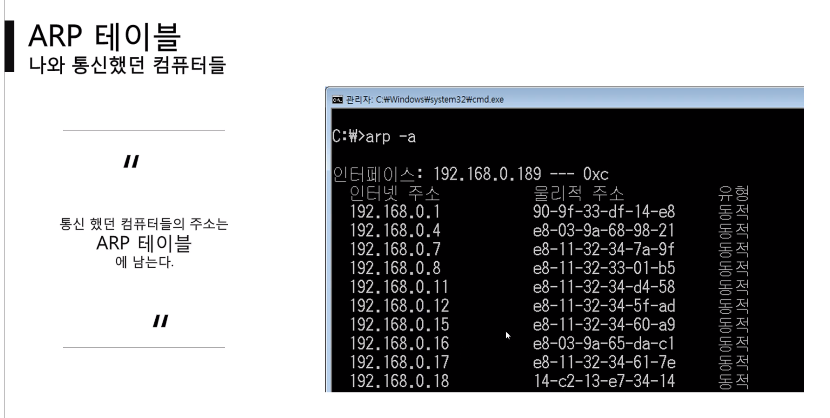 ARP 테이블
나와 통신했던 컴퓨터들
"
통신 했던 컴퓨터들의 주소는
ARP 테이블
에 남는다.
"
관리자: C:₩Windows₩system32₩cmd.exe
C:₩>arp -a
인터페이스: 192.168.0.189 --- 0xc
인터넷 주소 물리적 주소 유형
192.168.0.1 90-9f-33-df-14-e8 동적
192.168.0.4 e8-03-9a-68-98-21 동적
192.168.0.7 e8-11-32-34-7a-9f 동적
192.168.0.8 e8-11-32-33-01-b5 동적
192.168.0.11 e8-11-32-34-d4-58 동적
192.168.0.12 e8-11-32-34-5f-ad 동적
192.168.0.15 e8-11-32-34-60-a9 동적
192.168.0.16 e8-03-9a-65-da-c1 동적
192.168.0.17 e8-11-32-34-61-7e 동적
192.168.0.18 14-c2-13-e7-34-14 동적